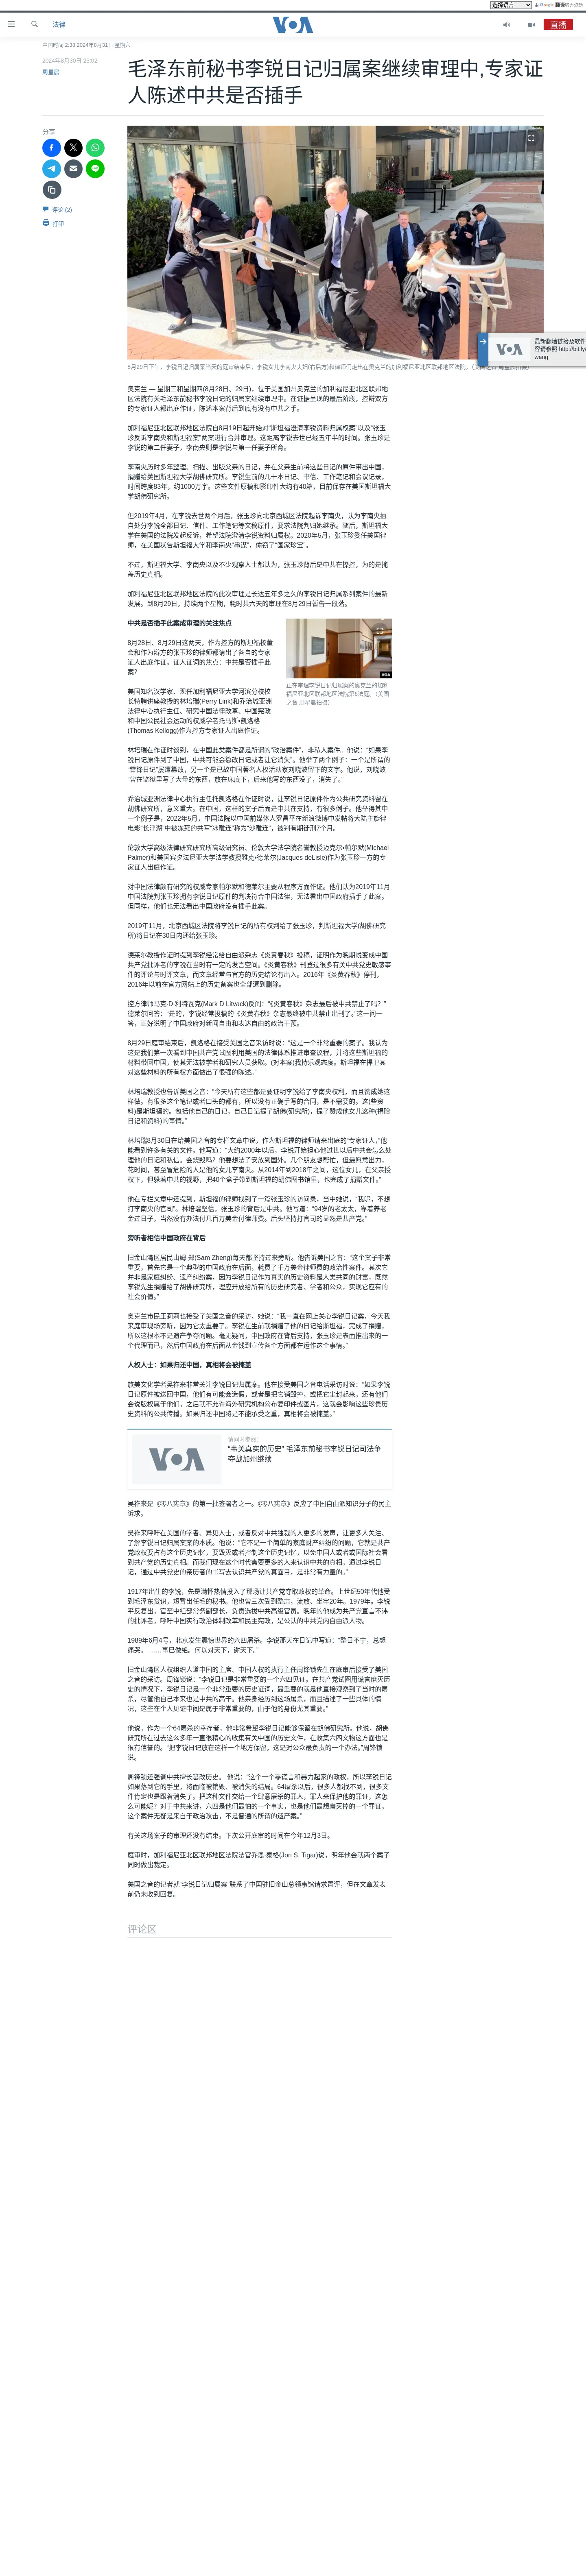 选择语言 由 Google 翻译强力驱动
法律
VOA
直播
中国时间 2:38 2024年8月31日 星期六
2024年8月30日 23:02
周星晨
毛泽东前秘书李锐日记归属案继续审理中,专家证
人陈述中共是否插手
分享
评论 (2)
打印
最新翻墙链接及软件
容请参照 http://bit.ly
wang
VOA
8月29日下午，李锐日记归属案当天的庭审结束后，李锐女儿李南央夫妇(右后方)和律师们走出在奥克兰的加利福尼亚北区联邦地区法院。（美国之音 周星晨拍摄）
奥克兰 — 星期三和星期四(8月28日、29日)，位于美国加州奥克兰的加利福尼亚北区联邦地
区法院有关毛泽东前秘书李锐日记的归属案继续审理中。在证据呈现的最后阶段，控辩双方
的专家证人都出庭作证，陈述本案背后到底有没有中共之手。
加利福尼亚北区联邦地区法院自8月19日起开始对“斯坦福澄清李锐资料归属权案”以及“张玉
珍反诉李南央和斯坦福案”两案进行合并审理。这距离李锐去世已经五年半的时间。张玉珍是
李锐的第二任妻子，李南央则是李锐与第一任妻子所育。
李南央历时多年整理、扫描、出版父亲的日记，并在父亲生前将这些日记的原件带出中国，
捐赠给美国斯坦福大学胡佛研究所。李锐生前的几十本日记、书信、工作笔记和会议记录，
时间跨度83年，约1000万字。这些文件原稿和影印件大约有40箱，目前保存在美国斯坦福大
学胡佛研究所。
但2019年4月，在李锐去世两个月后，张玉珍向北京西城区法院起诉李南央，认为李南央擅
自处分李锐全部日记、信件、工作笔记等文稿原件，要求法院判归她继承。随后，斯坦福大
学在美国的法院发起反诉，希望法院澄清李锐资料归属权。2020年5月，张玉珍委任美国律
师，在美国状告斯坦福大学和李南央“串谋”，偷窃了“国家珍宝”。
不过，斯坦福大学、李南央以及不少观察人士都认为，张玉珍背后是中共在操控，为的是掩
盖历史真相。
加利福尼亚北区联邦地区法院的此次审理是长达五年多之久的李锐日记归属系列案件的最新
发展。到8月29日，持续两个星期，耗时共六天的审理在8月29日暂告一段落。
中共是否插手此案成审理的关注焦点
VOA
正在审理李锐日记归属案的奥克兰的加利
福尼亚北区联邦地区法院第6法庭。（美国
之音 周星晨拍摄）
8月28日、8月29日这两天，作为控方的斯坦福校董
会和作为辩方的张玉珍的律师都请出了各自的专家
证人出庭作证。证人证词的焦点：中共是否插手此
案？
美国知名汉学家、现任加利福尼亚大学河滨分校校
长特聘讲座教授的林培瑞(Perry Link)和乔治城亚洲
法律中心执行主任、研究中国法律改革、中国宪政
和中国公民社会运动的权威学者托马斯•凯洛格
(Thomas Kellogg)作为控方专家证人出庭作证。
林培瑞在作证时谈到，在中国此类案件都是所谓的“政治案件”，非私人案件。他说：“如果李
锐日记原件到了中国，中共可能会篡改日记或者让它消失”。他举了两个例子：一个是所谓的
“雷锋日记”屡遭篡改，另一个是已故中国著名人权活动家刘晓波留下的文字。他说，刘晓波
“曾在监狱里写了大量的东西，放在床底下，后来他写的东西没了，消失了。”
乔治城亚洲法律中心执行主任托凯洛格在作证时说，让李锐日记原件作为公共研究资料留在
胡佛研究所，意义重大。在中国，这样的案子后面是中共在支持，有很多例子。他举得其中
一个例子是，2022年5月，中国法院以中国前媒体人罗昌平在新浪微博中发帖将大陆主旋律
电影“长津湖”中被冻死的共军“冰雕连”称为“沙雕连”，被判有期徒刑7个月。
伦敦大学高级法律研究研究所高级研究员、伦敦大学法学院名誉教授迈克尔•帕尔默(Michael
Palmer)和美国宾夕法尼亚大学法学教授雅克•德莱尔(Jacques deLisle)作为张玉珍一方的专
家证人出庭作证。
对中国法律颇有研究的权威专家帕尔默和德莱尔主要从程序方面作证。他们认为2019年11月
中国法院判张玉珍拥有李锐日记原件的判决符合中国法律，无法看出中国政府插手了此案。
但同样，他们也无法看出中国政府没有插手此案。
2019年11月，北京西城区法院将李锐日记的所有权判给了张玉珍，判斯坦福大学(胡佛研究
所)将日记在30日内还给张玉珍。
德莱尔教授作证时提到李锐经常给自由派杂志《炎黄春秋》投稿，证明作为晚期蜕变成中国
共产党批评者的李锐在当时有一定的发言空间。《炎黄春秋》刊登过很多有关中共党史敏感事
件的评论与时评文章，而文章经常与官方的历史结论有出入。2016年《炎黄春秋》停刊，
2016年以前在官方网站上的历史备案也全部遭到删除。
控方律师马克·D·利特瓦克(Mark D Litvack)反问：“《炎黄春秋》杂志最后被中共禁止了吗？”
德莱尔回答：“是的，李锐经常投稿的《炎黄春秋》杂志最终被中共禁止出刊了。”这一问一
答，正好说明了中国政府对新闻自由和表达自由的政治干预。
8月29日庭审结束后，凯洛格在接受美国之音采访时说：“这是一个非常重要的案子。我认为
这是我们第一次看到中国共产党试图利用美国的法律体系推进审查议程，并将这些斯坦福的
材料带回中国，使其无法被学者和研究人员获取。(对本案)我持乐观态度。斯坦福在捍卫其
对这些材料的所有权方面做出了很强的陈述。”
林培瑞教授也告诉美国之音：“今天所有这些都是要证明李锐给了李南央权利，而且赞成她这
样做。有很多这个笔记或者口头的都有，所以没有正确手写的合同，是不需要的。这(些资
料)是斯坦福的。包括他自己的日记，自己日记提了胡佛(研究所)，提了赞成他女儿这种(捐赠
日记和资料)的事情。”
林培瑞8月30日在给美国之音的专栏文章中说，作为斯坦福的律师请来出庭的“专家证人，”他
能看到许多有关的文件。他写道：“大约2000年以后，李锐开始担心他过世以后中共会怎么处
理他的日记和私信。会烧毁吗？他要想法子安放到国外。几个朋友想帮忙，但最愿意出力，
花时间，甚至冒危险的人是他的女儿李南央。从2014年到2018年之间，这位女儿，在父亲授
权下，但躲着中共的视野，把40个盒子带到斯坦福的胡佛图书馆里，也完成了捐赠文件。”
他在专栏文章中还提到，斯坦福的律师找到了一篇张玉珍的访问录，当中她说，“我呢，不想
打李南央的官司”。林培瑞坚信，张玉珍的背后是中共。他写道：“94岁的老太太，靠着养老
金过日子，当然没有办法付几百万美金付律师费。后头坚持打官司的显然是共产党。”
旁听者相信中国政府在背后
旧金山湾区居民山姆·郑(Sam Zheng)每天都坚持过来旁听。他告诉美国之音：“这个案子非常
重要，首先它是一个典型的中国政府在后面，耗费了千万美金律师费的政治性案件。其次它
并非是家庭纠纷、遗产纠纷案，因为李锐日记作为真实的历史资料是人类共同的财富，既然
李锐先生捐赠给了胡佛研究所，理应开放给所有的历史研究者、学者和公众，实现它应有的
社会价值。”
奥克兰市民王莉莉也接受了美国之音的采访，她说：“我一直在网上关心李锐日记案，今天我
来庭审现场旁听，因为它太重要了。李锐在生前就捐赠了他的日记给斯坦福，完成了捐赠，
所以这根本不是遗产争夺问题。毫无疑问，中国政府在背后支持，张玉珍是表面推出来的一
个代理而已，然后中国政府在后面从金钱到宣传各个方面都在运作这个事情。”
人权人士：如果归还中国，真相将会被掩盖
旅美文化学者吴祚来非常关注李锐日记归属案。他在接受美国之音电话采访时说：“如果李锐
日记原件被送回中国，他们有可能会造假，或者是把它销毁掉，或把它尘封起来。还有他们
会说版权属于他们，之后就不允许海外研究机构公布复印件或图片，这就会影响这些珍贵历
史资料的公共传播。如果归还中国将是不能承受之重，真相将会被掩盖。”
VOA
请同时参阅：
“事关真实的历史” 毛泽东前秘书李锐日记司法争
夺战加州继续
吴祚来是《零八宪章》的第一批签署者之一。《零八宪章》反应了中国自由派知识分子的民主
诉求。
吴祚来呼吁在美国的学者、异见人士，或者反对中共独裁的人更多的发声，让更多人关注、
了解李锐日记归属案案的本质。他说：“它不是一个简单的家庭财产纠纷的问题，它就是共产
党政权要占有这个历史记忆，要毁灭或者控制这个历史记忆，以免中国人或者或国际社会看
到共产党的历史真相。而我们现在这个时代需要更多的人来认识中共的真相。通过李锐日
记，通过中共党史的亲历者的书写去认识共产党的真面目，是非常有力量的。”
1917年出生的李锐，先是满怀热情投入了那场让共产党夺取政权的革命。上世纪50年代他受
到毛泽东赏识，短暂出任毛的秘书。他也曾三次受到整肃，流放、坐牢20年。1979年。李锐
平反复出，官至中组部常务副部长，负责选拔中共高级官员。晚年的他成为共产党直言不讳
的批评者，呼吁中国实行政治体制改革和民主宪政，是公认的中共党内自由派人物。
1989年6月4号，北京发生震惊世界的六四屠杀。李锐那天在日记中写道：“整日不宁，总想
痛哭。……事已做绝。何以对天下，谢天下。”
旧金山湾区人权组织人道中国的主席、中国人权的执行主任周锋锁先生在庭审后接受了美国
之音的采访。周锋锁说：“李锐日记是非常重要的一个六四见证。在共产党试图用谎言磨灭历
史的情况下，李锐日记是一个非常重要的历史证词，最重要的就是他直接观察到了当时的屠
杀，尽管他自己本来也是中共的高干。他亲身经历到这场屠杀，而且描述了一些具体的情
况，这些在个人见证中间是属于非常重要的，由于他的身份尤其重要。”
他说，作为一个64屠杀的幸存者，他非常希望李锐日记能够保留在胡佛研究所。他说，胡佛
研究所在过去这么多年一直很精心的收集有关中国的历史文件，在收集六四文物这方面也是
很有信誉的。“把李锐日记放在这样一个地方保留，这是对公众最负责的一个办法。”周锋锁
说。
周锋锁还强调中共擅长篡改历史。 他说：“这个一个靠谎言和暴力起家的政权，所以李锐日记
如果落到它的手里，将面临被销毁、被消失的结局。64屠杀以后，很多人都找不到，很多文
件肯定也是跟着消失了。把这种文件交给一个肆意屠杀的罪人，罪人来保护他的罪证，这怎
么可能呢？对于中共来讲，六四是他们最怕的一个事实，也是他们最想磨灭掉的一个罪证。
这个案件无疑是来自于政治攻击，不是普通的所谓的遗产案。”
有关这场案子的审理还没有结束。下次公开庭审的时间在今年12月3日。
庭审时，加利福尼亚北区联邦地区法院法官乔恩·泰格(Jon S. Tigar)说，明年他会就两个案子
同时做出裁定。
美国之音的记者就“李锐日记归属案”联系了中国驻旧金山总领事馆请求置评，但在文章发表
前仍未收到回复。
评论区